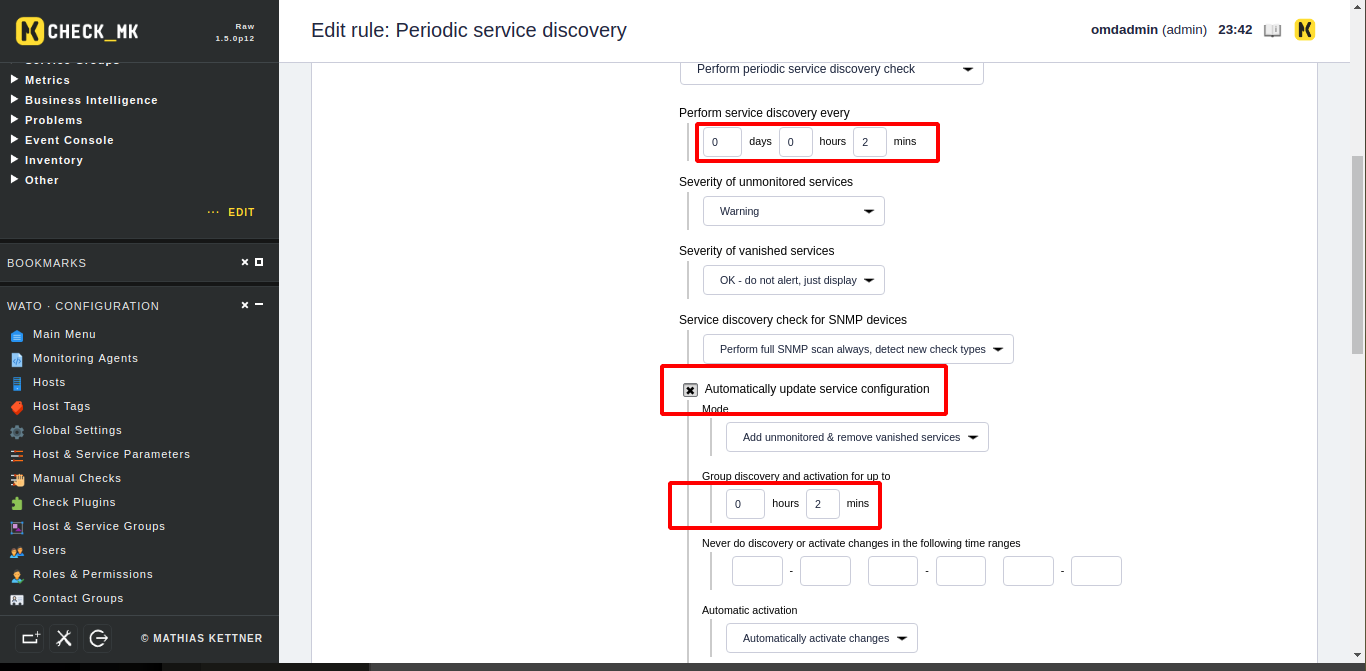 CHECK_MK
Raw
1.5.0p12
Edit rule: Periodic service discovery
omdadmin (admin) 23:42
Service Groups
Metrics
Business Intelligence
Problems
Event Console
Inventory
Other
··· EDIT
BOOKMARKS
WATO · CONFIGURATION
Main Menu
Monitoring Agents
Hosts
Host Tags
Global Settings
Host & Service Parameters
Manual Checks
Check Plugins
Host & Service Groups
Users
Roles & Permissions
Contact Groups
© MATHIAS KETTNER
Perform periodic service discovery check
Perform service discovery every
0 days 0 hours 2 mins
Severity of unmonitored services
Warning
Severity of vanished services
OK - do not alert, just display
Service discovery check for SNMP devices
Perform full SNMP scan always, detect new check types
Automatically update service configuration
Mode
Add unmonitored & remove vanished services
Group discovery and activation for up to
0 hours 2 mins
Never do discovery or activate changes in the following time ranges
- - -
Automatic activation
Automatically activate changes